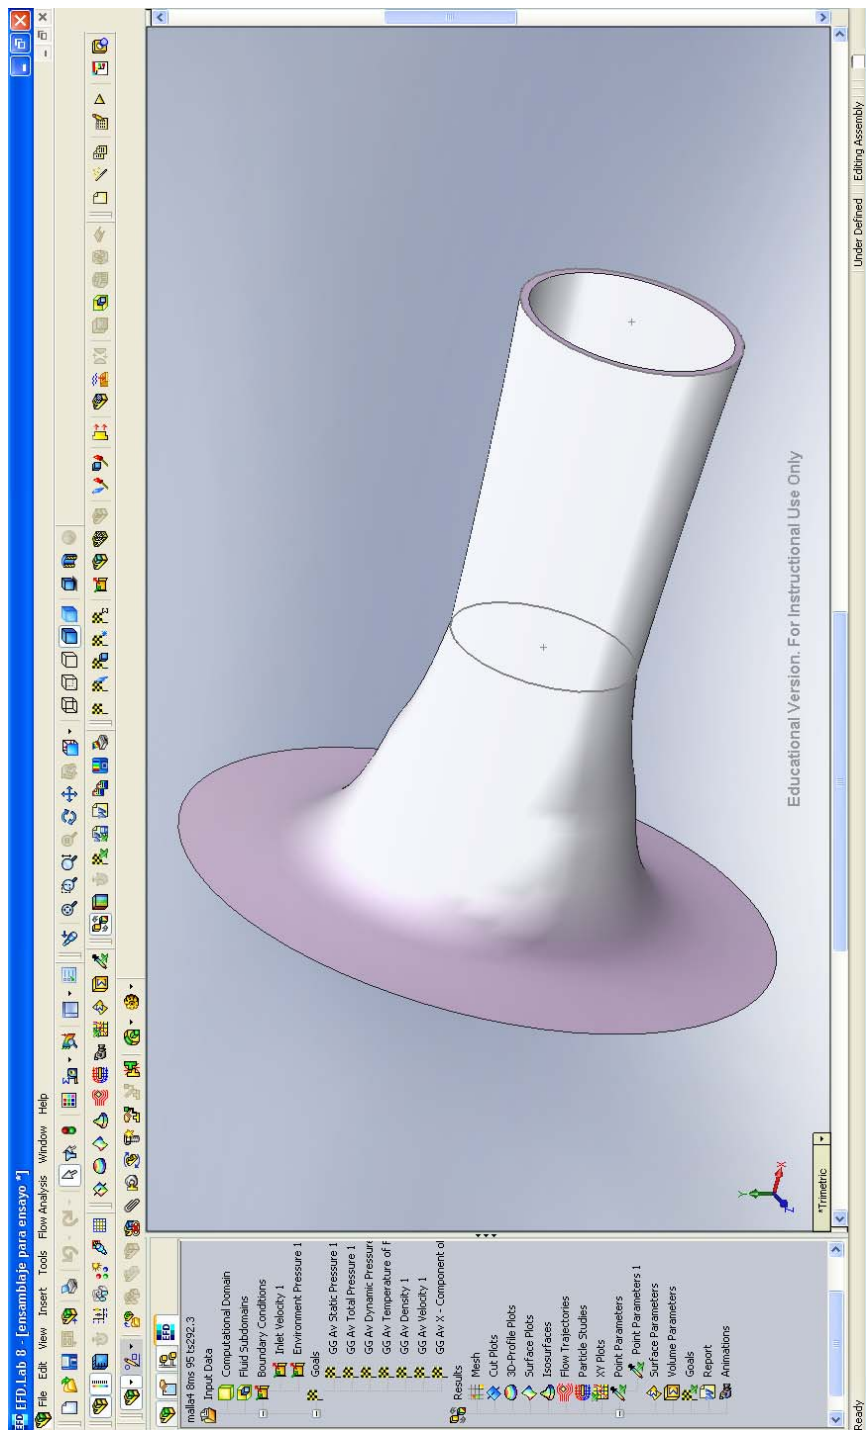 EFD.Lab 8 - [ensamblaje para ensayo *]
File Edit View Insert Tools Flow Analysis Window Help
EFD
malla4 8ms 95 ts292.3
Input Data
Computational Domain
Fluid Subdomains
Boundary Conditions
Inlet Velocity 1
Environment Pressure 1
Goals
GG Av Static Pressure 1
GG Av Total Pressure 1
GG Av Dynamic Pressure
GG Av Temperature of F
GG Av Density 1
GG Av Velocity 1
GG Av X - Component of
Results
Mesh
Cut Plots
3D-Profile Plots
Surface Plots
Isosurfaces
Flow Trajectories
Particle Studies
XY Plots
Point Parameters
Point Parameters 1
Surface Parameters
Volume Parameters
Goals
Report
Animations
Y
X
Z
*Trimetric
Educational Version. For Instructional Use Only
Ready
Under Defined
Editing Assembly